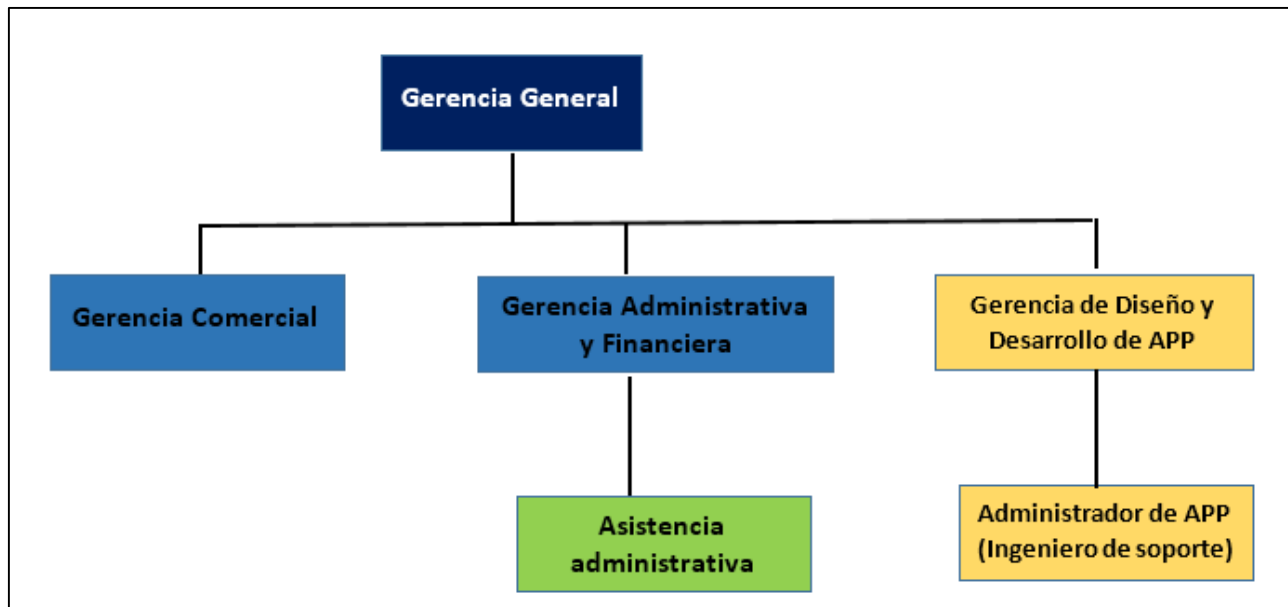 Gerencia General
Gerencia Comercial
Gerencia Administrativa
y Financiera
Gerencia de Diseño y
Desarrollo de APP
Asistencia
administrativa
Administrador de APP
(Ingeniero de soporte)